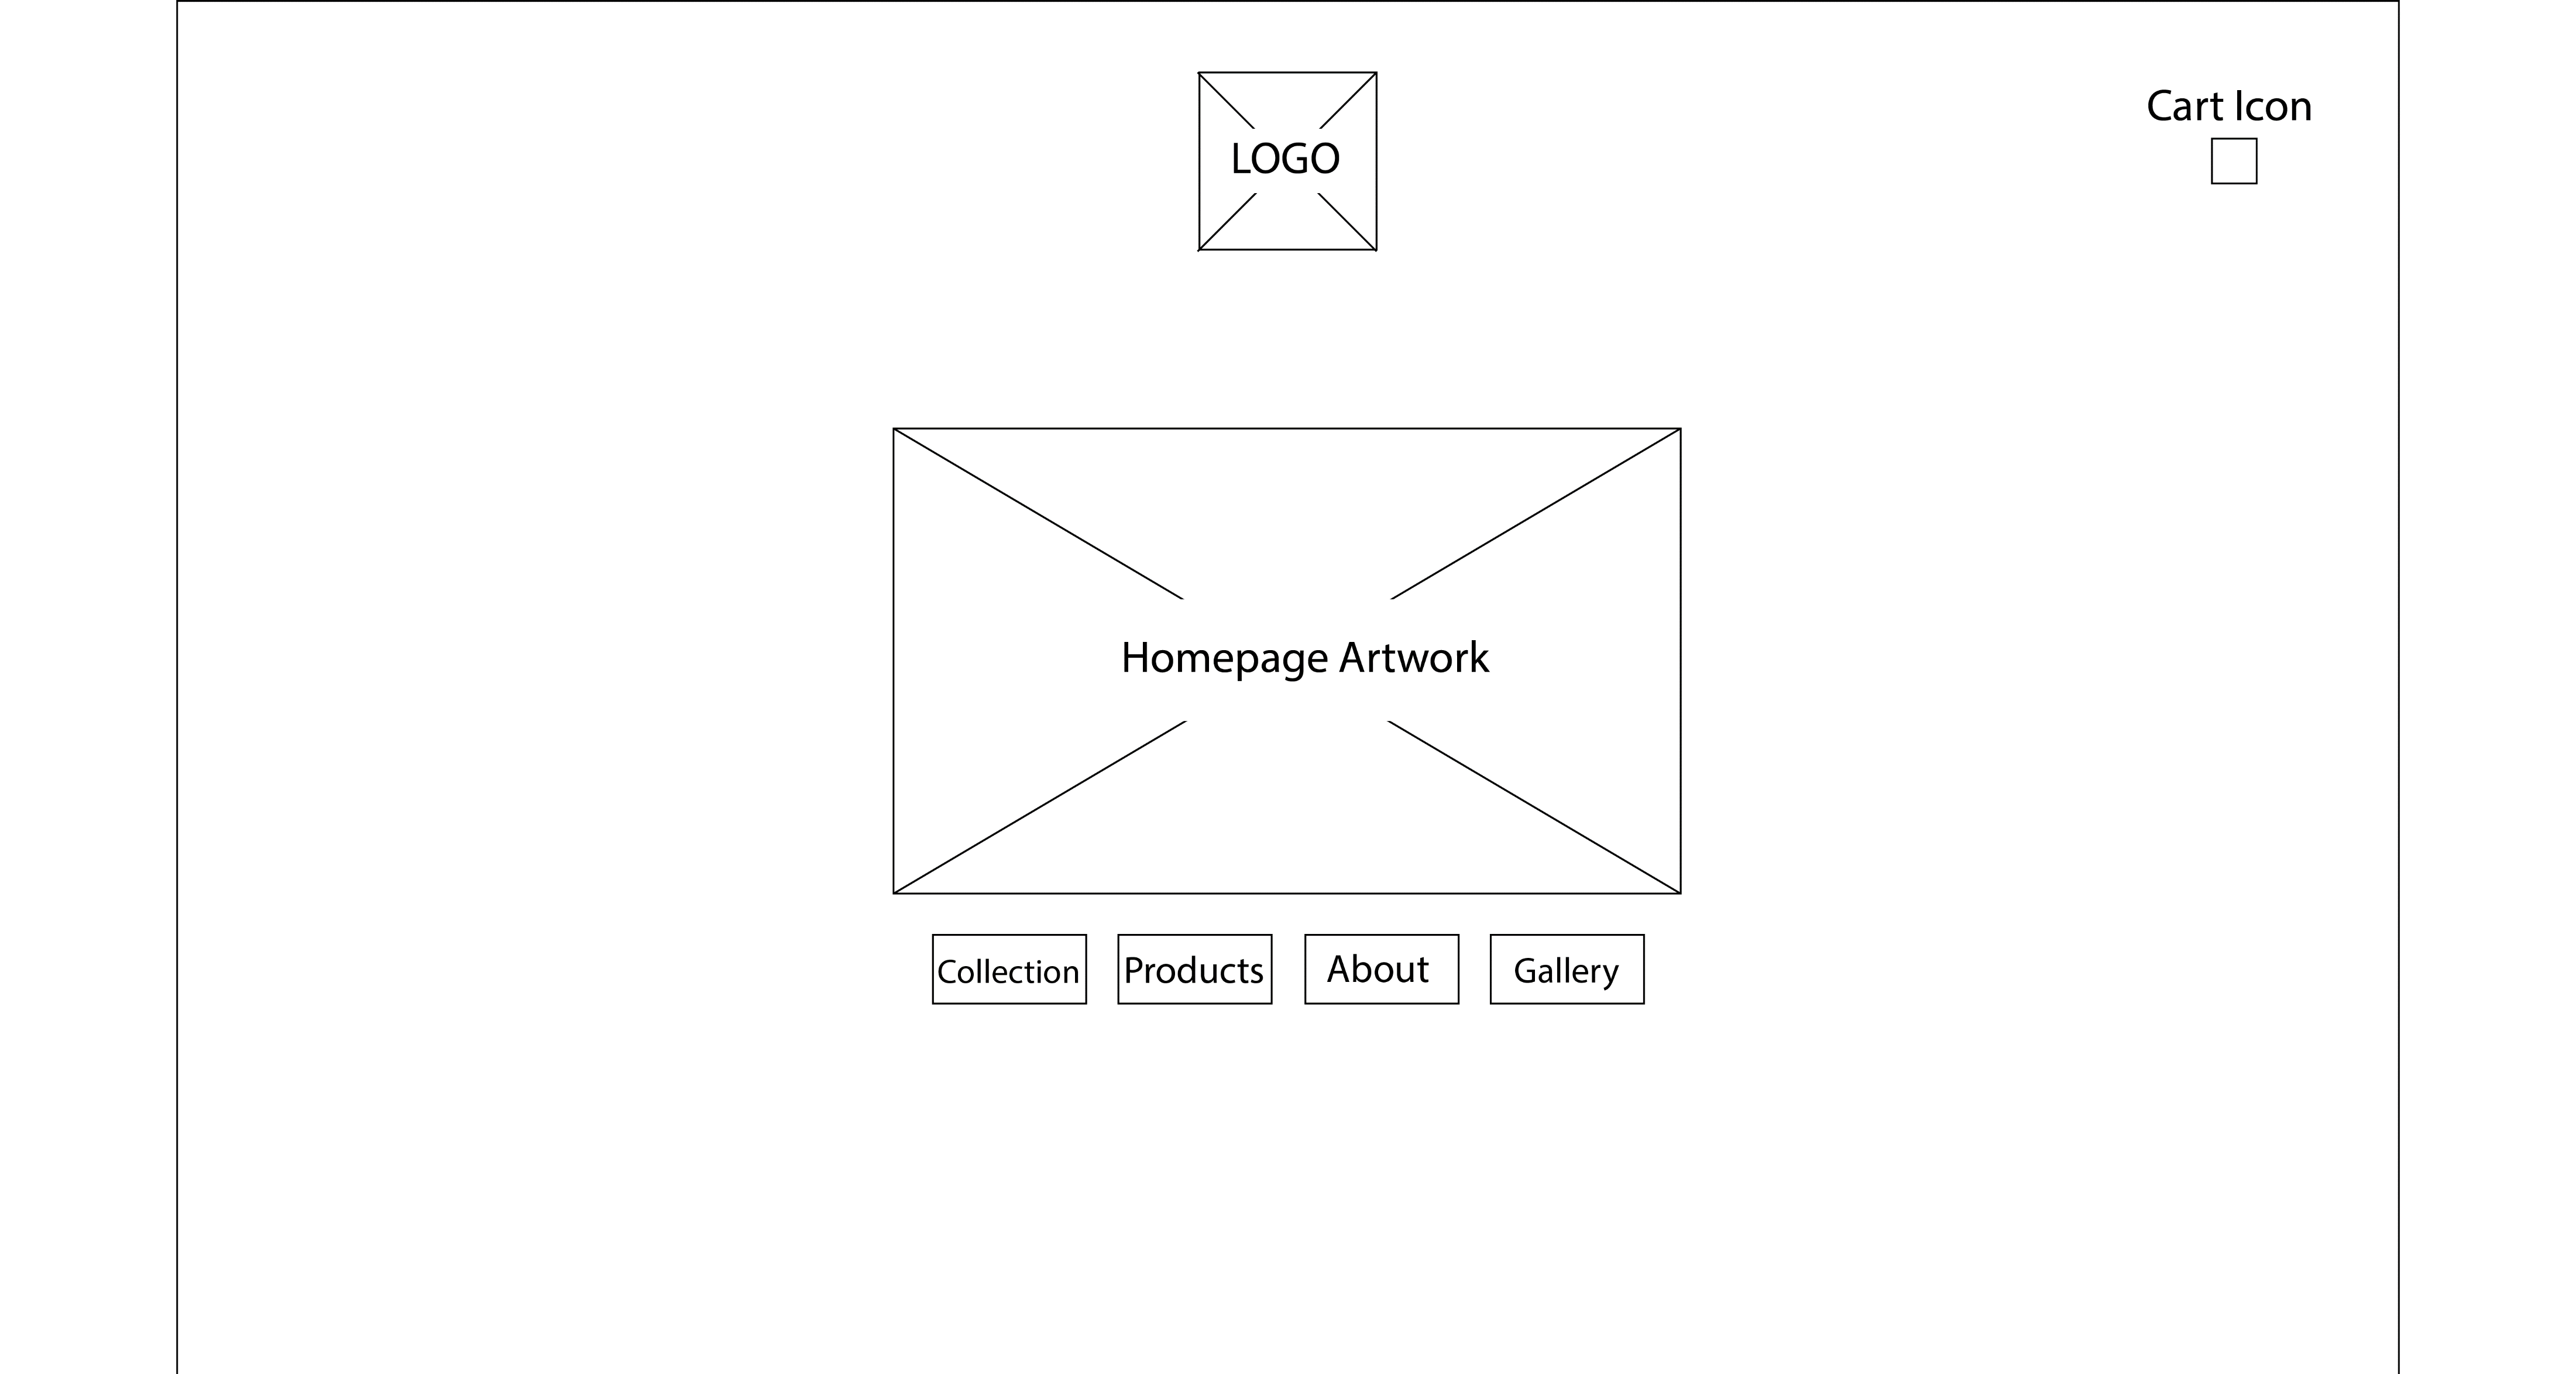 Cart Icon
LOGO
Homepage Artwork
Collection
Products
About
Gallery